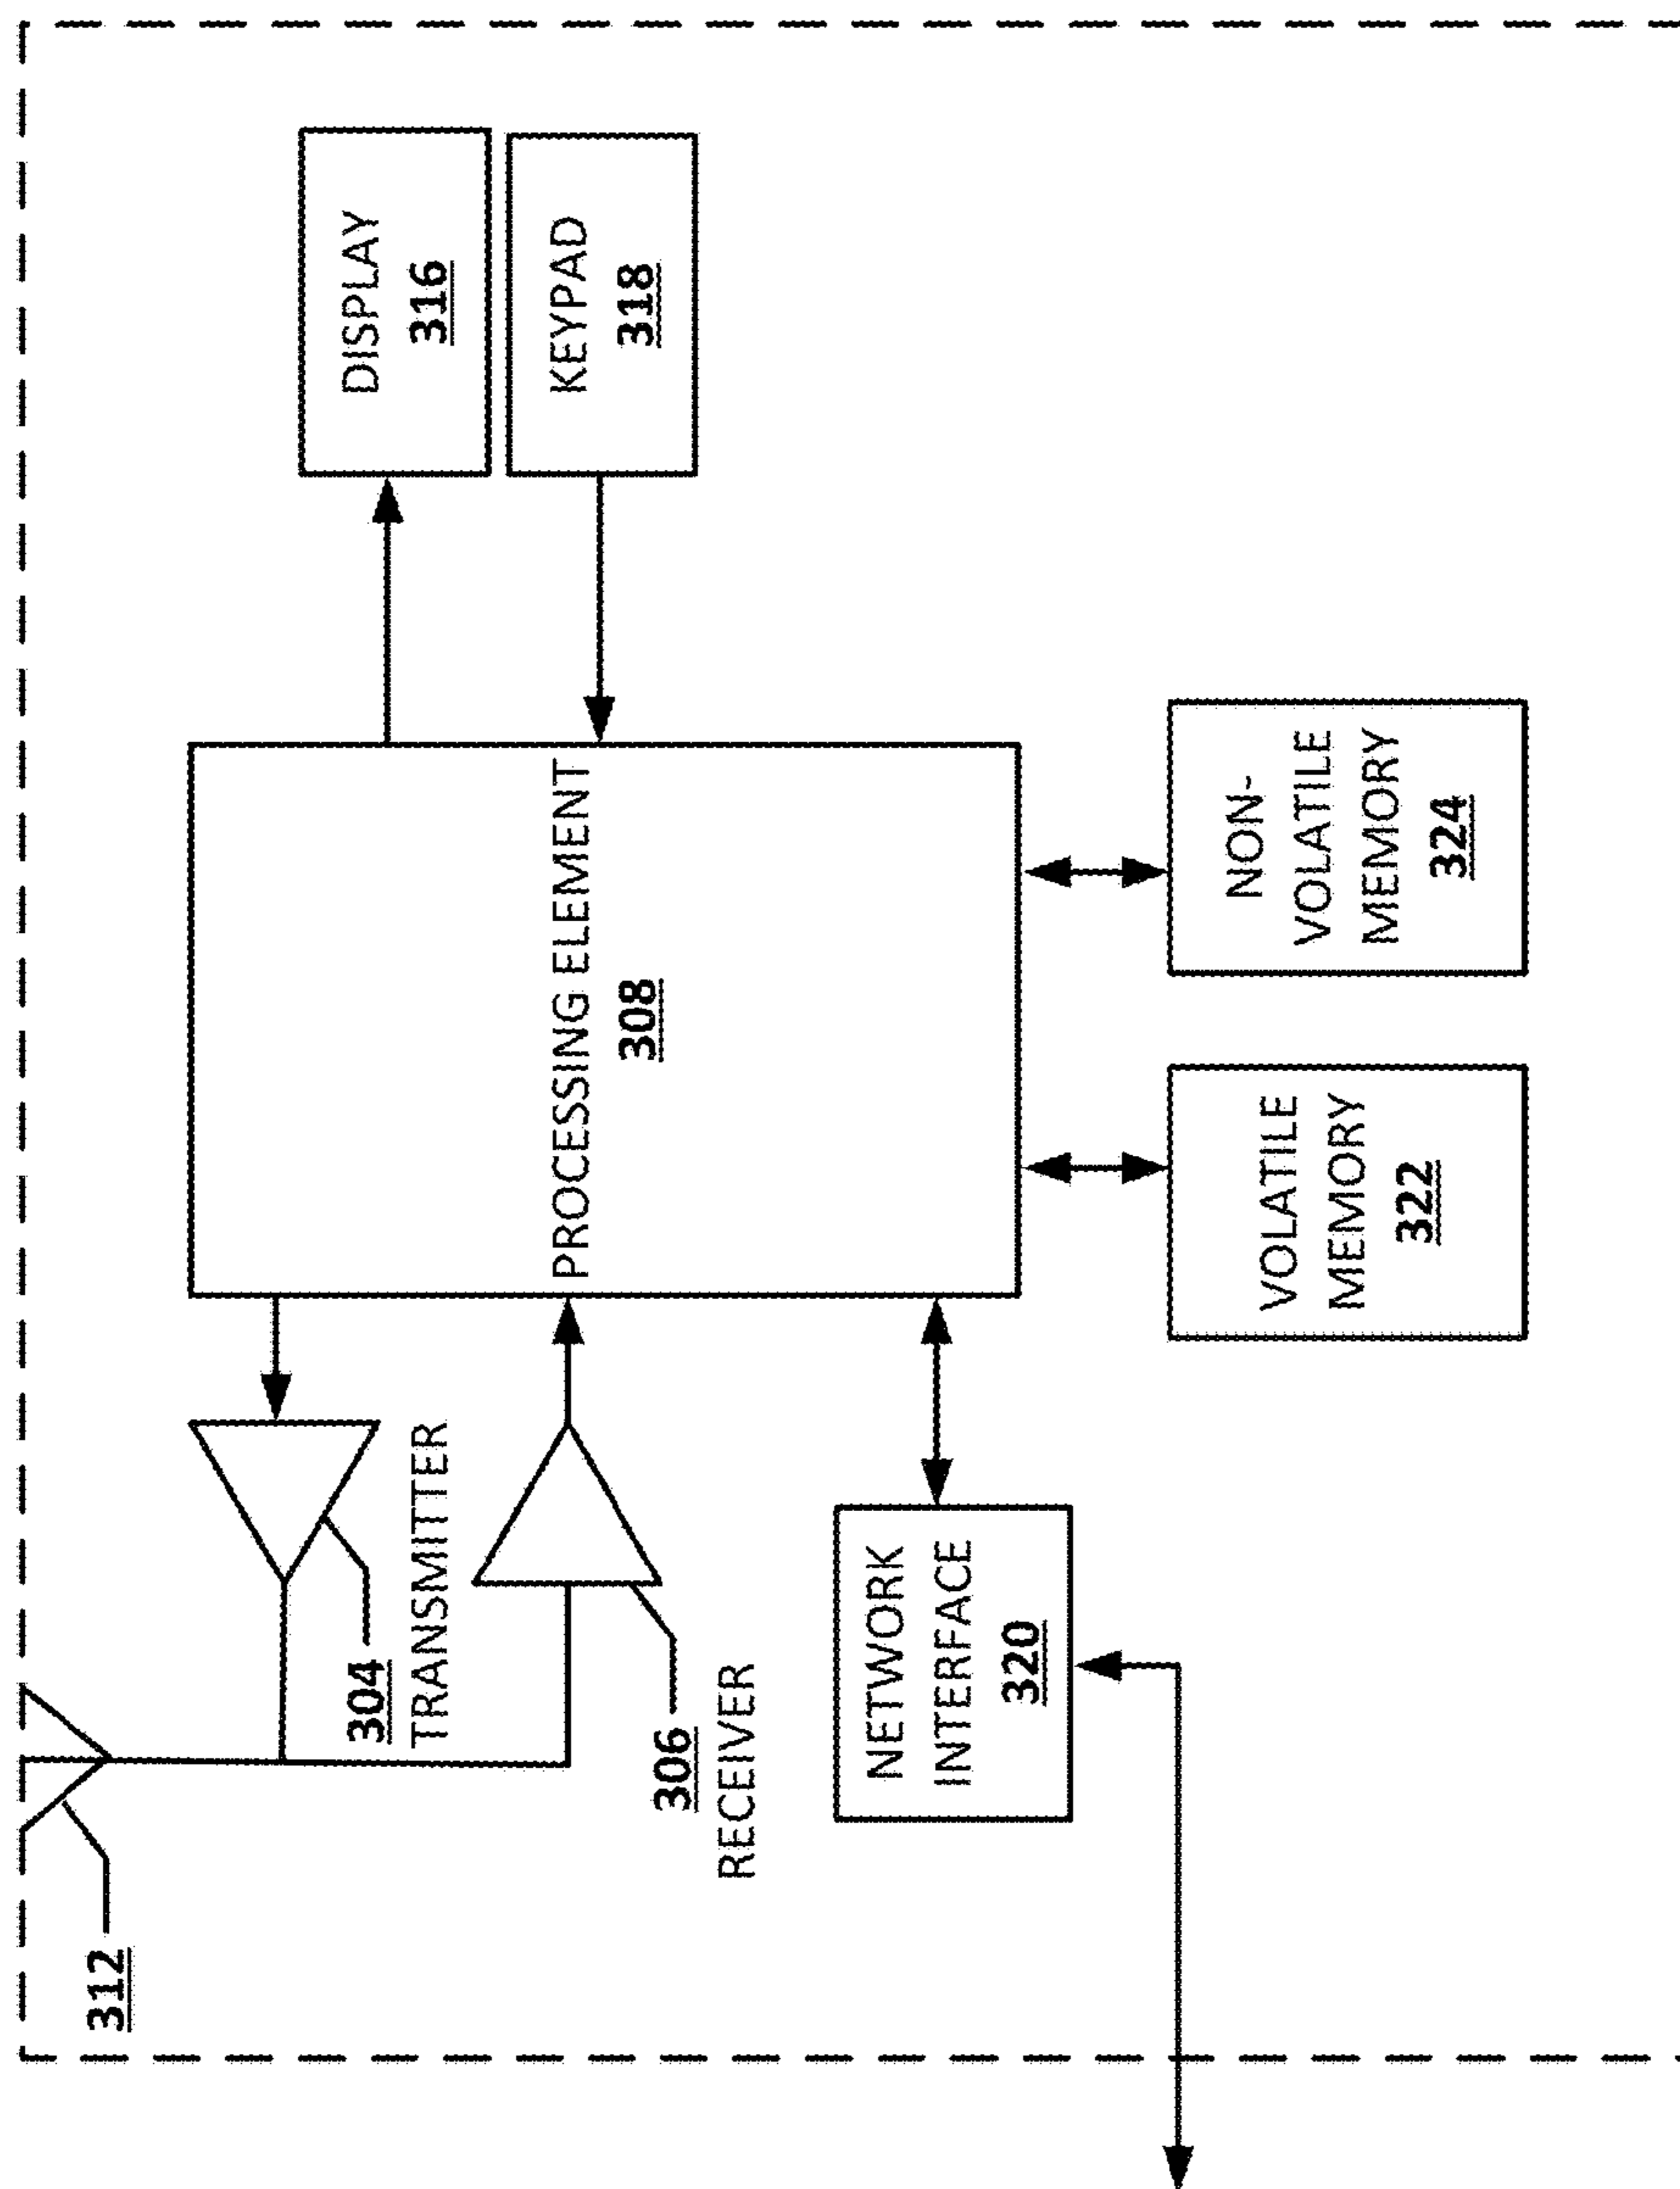 312
304
TRANSMITTER
306
RECEIVER
NETWORK
INTERFACE
320
PROCESSING ELEMENT
308
DISPLAY
316
KEYPAD
318
VOLATILE
MEMORY
322
NON-
VOLATILE
MEMORY
324